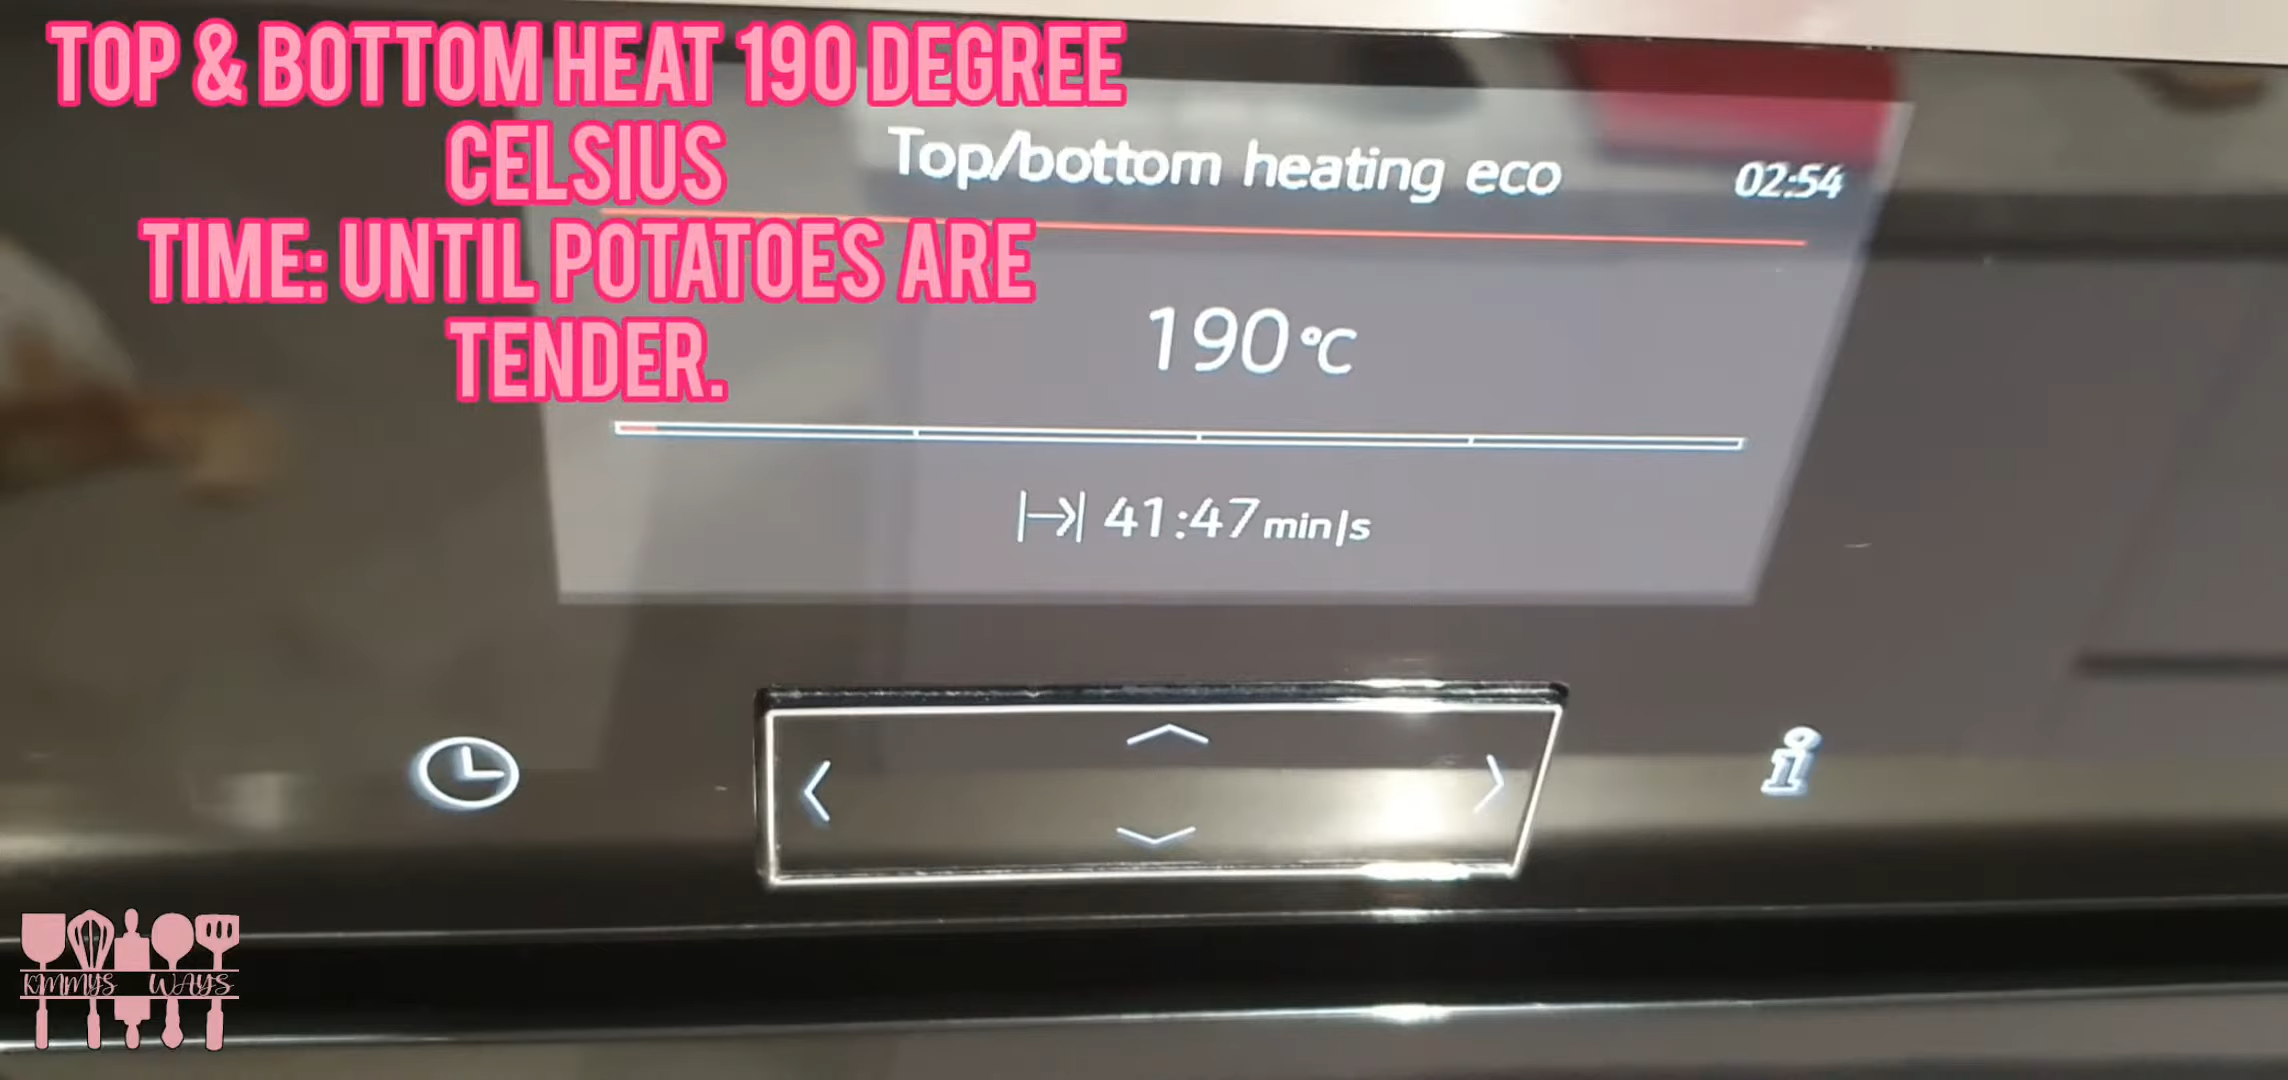 TOP & BOTTOM HEAT 190 DEGREE
CELSIUS
TIME: UNTIL POTATOES ARE
TENDER.
Top/bottom heating eco
02:54
190°C
41:47 min/s
i
KIMMYS WAYS